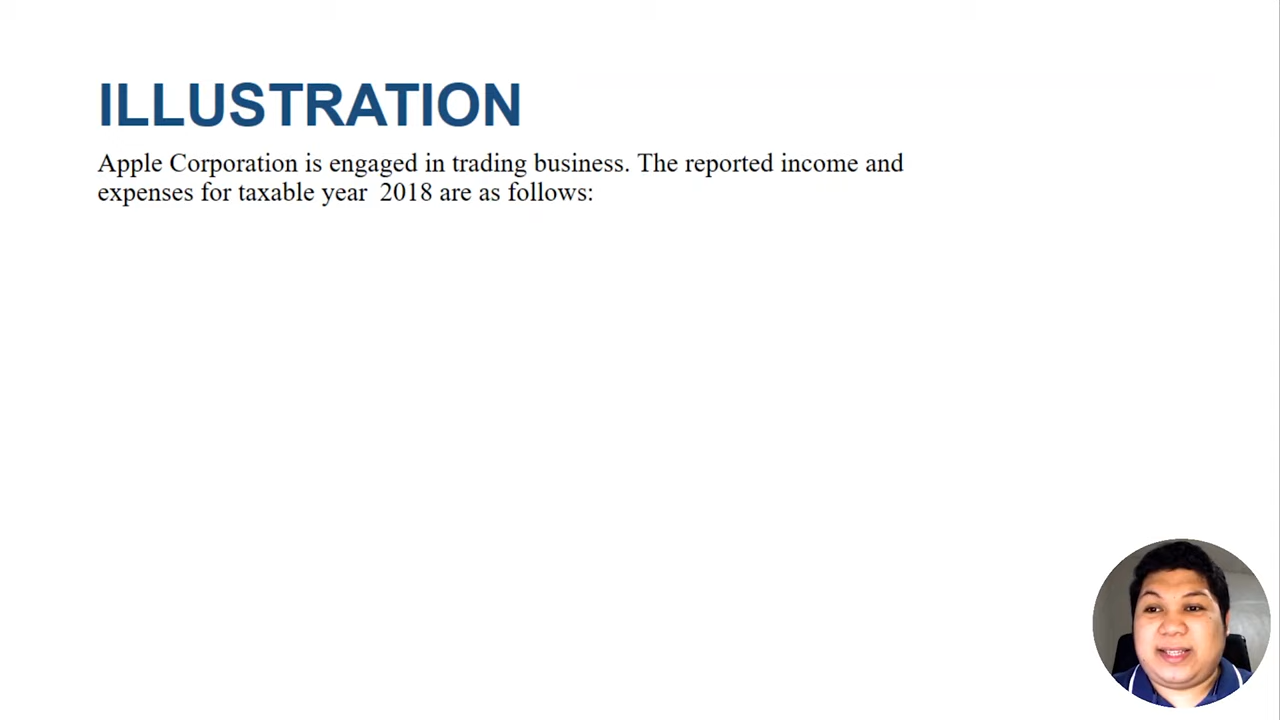 ILLUSTRATION
Apple Corporation is engaged in trading business. The reported income and
expenses for taxable year 2018 are as follows: